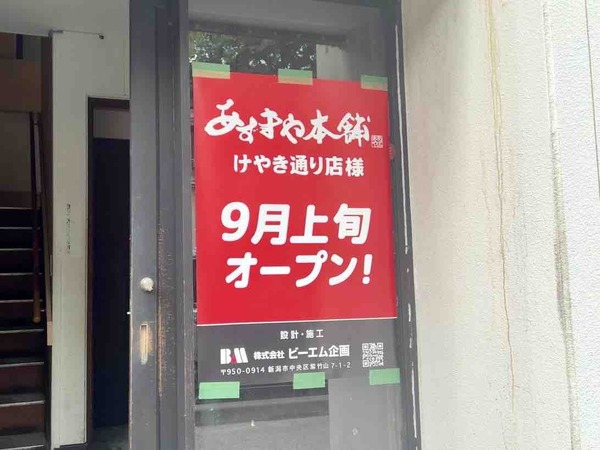 あずまや本舗
けやき通り店様
9月上旬
オープン!
設計・施工
BM 株式会社 ビーエム企画
〒950-0914 新潟市中央区紫竹山 7-1-2